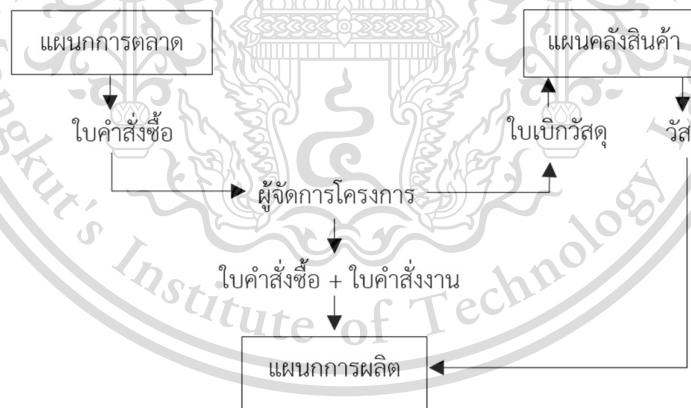 แผนกการตลาด
แผนคลังสินค้า
ใบคำสั่งซื้อ
ใบเบิกวัสดุ
ผู้จัดการโครงการ
ใบคำสั่งซื้อ + ใบคำสั่งงาน
แผนกการผลิต
Institute of Technology